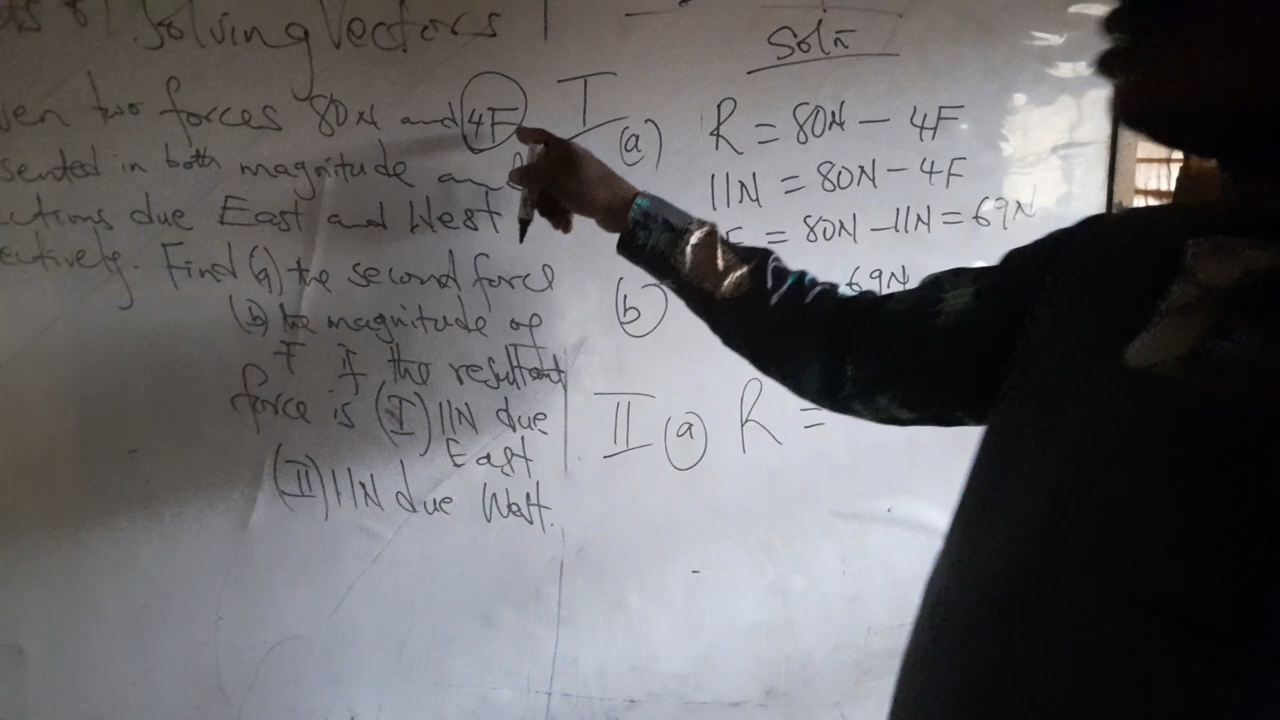 Solving Vectors
two forces 80N and 4F
in both magnitude and
due East and West
Find (a) the second force
(b) the magnitude of
F if the resultant
force is (I) 11N due
East
(II) 11N due West.
Soln
I
(a) R = 80N - 4F
11N = 80N - 4F
= 80N - 11N = 69N
(b) 69N
II (a) R =